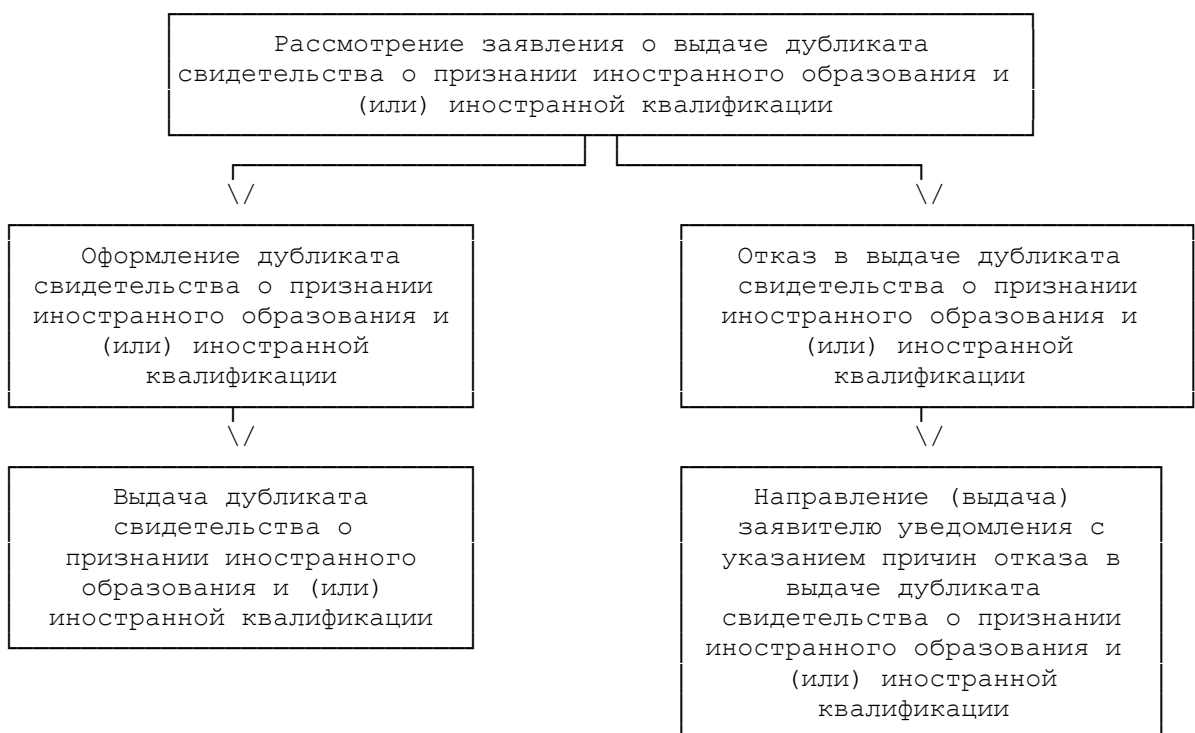 Рассмотрение заявления о выдаче дубликата
свидетельства о признании иностранного образования и
(или) иностранной квалификации
\/
\/
Оформление дубликата
свидетельства о признании
иностранного образования и
(или) иностранной
квалификации
Отказ в выдаче дубликата
свидетельства о признании
иностранного образования и
(или) иностранной
квалификации
\/
\/
Выдача дубликата
свидетельства о
признании иностранного
образования и (или)
иностранной квалификации
Направление (выдача)
заявителю уведомления с
указанием причин отказа в
выдаче дубликата
свидетельства о признании
иностранного образования и
(или) иностранной
квалификации